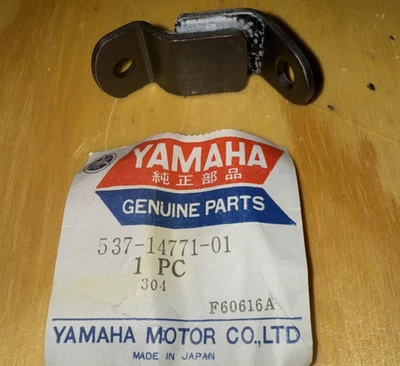 YAMAHA
純正部品
GENUINE PARTS
537-14771-01
1 PC
304
F60616A
YAMAHA MOTOR CO.,LTD
MADE IN JAPAN